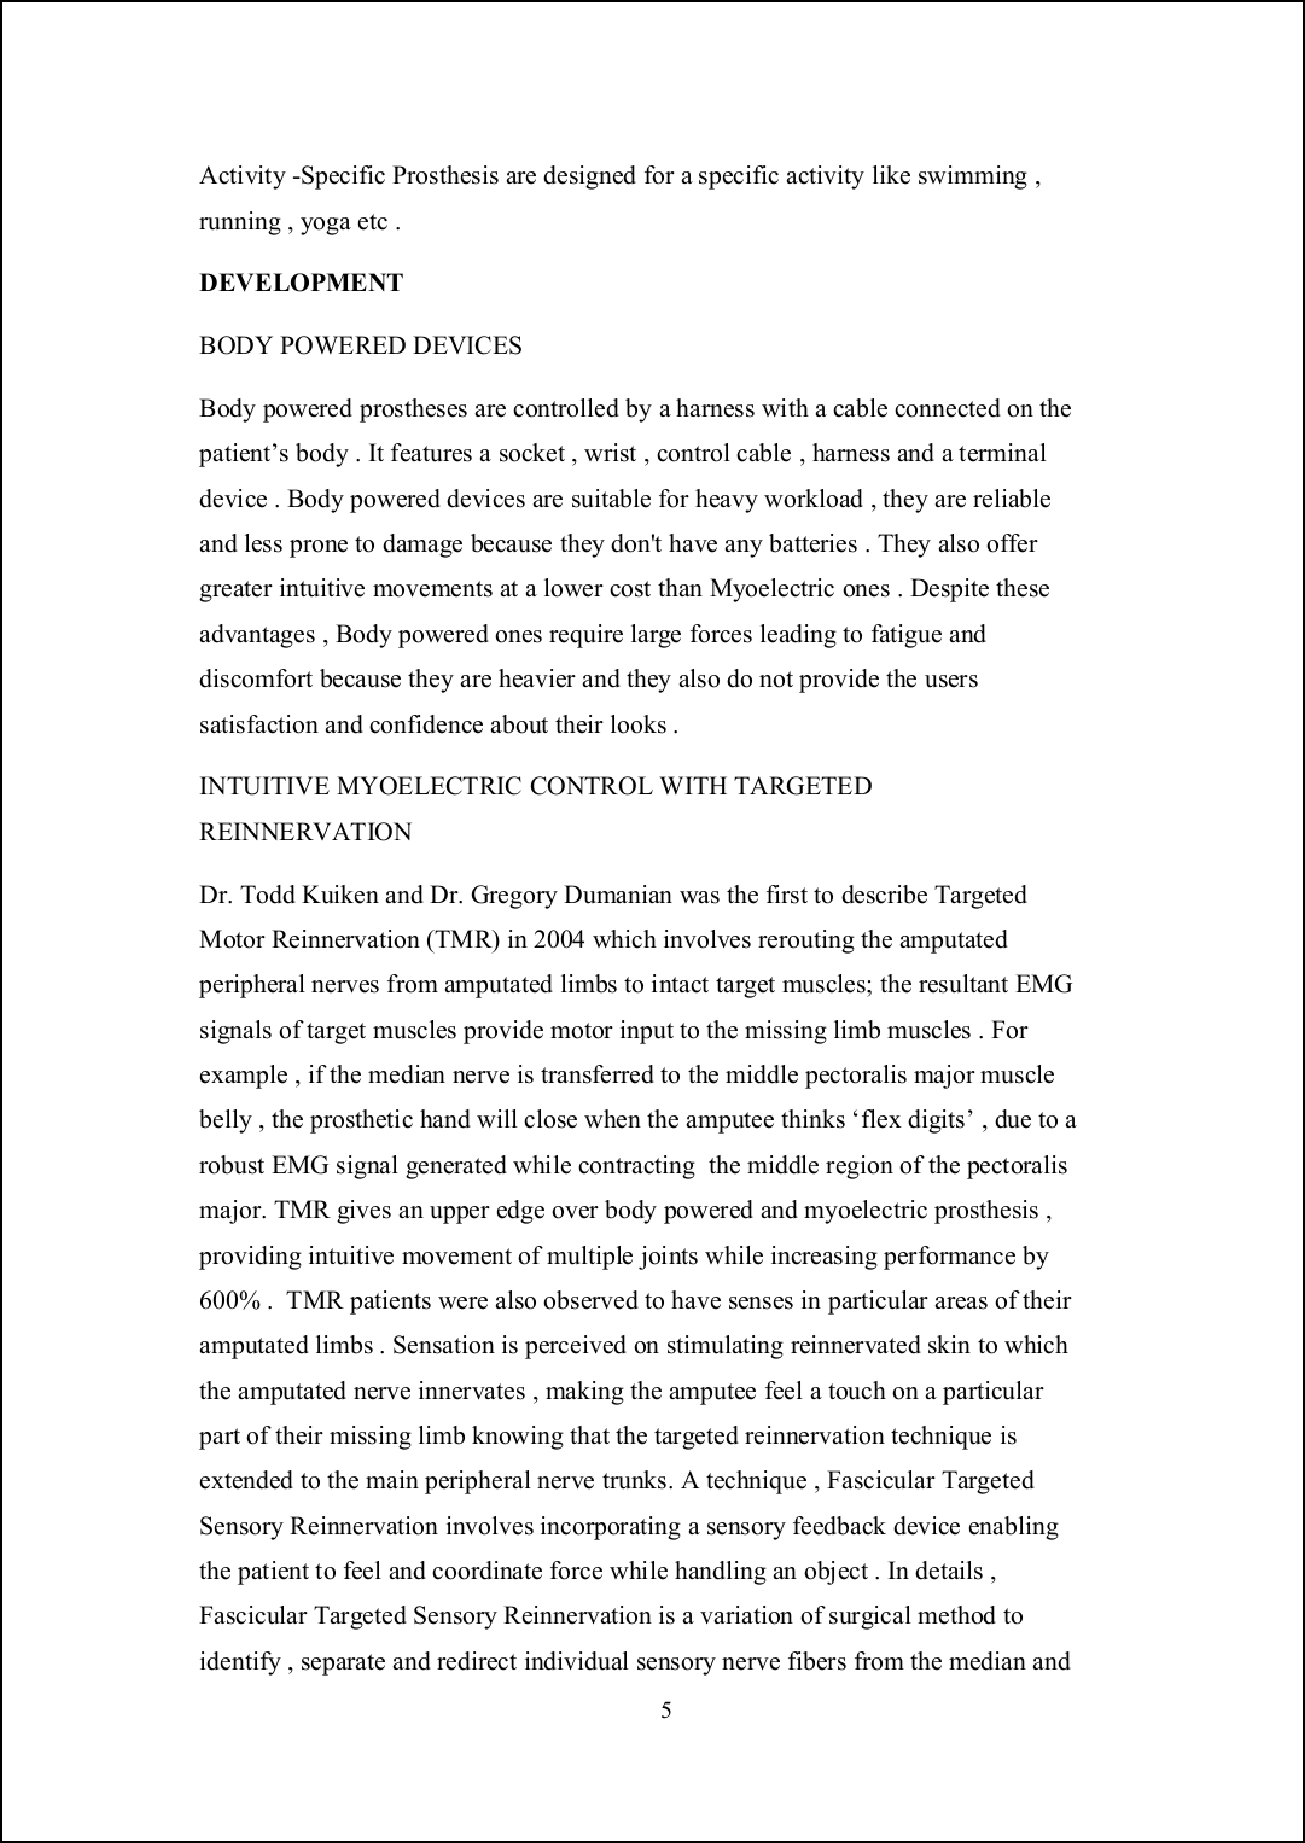 Activity -Specific Prosthesis are designed for a specific activity like swimming ,
running , yoga etc .
DEVELOPMENT
BODY POWERED DEVICES
Body powered prostheses are controlled by a harness with a cable connected on the
patient’s body . It features a socket , wrist , control cable , harness and a terminal
device . Body powered devices are suitable for heavy workload , they are reliable
and less prone to damage because they don't have any batteries . They also offer
greater intuitive movements at a lower cost than Myoelectric ones . Despite these
advantages , Body powered ones require large forces leading to fatigue and
discomfort because they are heavier and they also do not provide the users
satisfaction and confidence about their looks .
INTUITIVE MYOELECTRIC CONTROL WITH TARGETED
REINNERVATION
Dr. Todd Kuiken and Dr. Gregory Dumanian was the first to describe Targeted
Motor Reinnervation (TMR) in 2004 which involves rerouting the amputated
peripheral nerves from amputated limbs to intact target muscles; the resultant EMG
signals of target muscles provide motor input to the missing limb muscles . For
example , if the median nerve is transferred to the middle pectoralis major muscle
belly , the prosthetic hand will close when the amputee thinks ‘flex digits’ , due to a
robust EMG signal generated while contracting  the middle region of the pectoralis
major. TMR gives an upper edge over body powered and myoelectric prosthesis ,
providing intuitive movement of multiple joints while increasing performance by
600% .  TMR patients were also observed to have senses in particular areas of their
amputated limbs . Sensation is perceived on stimulating reinnervated skin to which
the amputated nerve innervates , making the amputee feel a touch on a particular
part of their missing limb knowing that the targeted reinnervation technique is
extended to the main peripheral nerve trunks. A technique , Fascicular Targeted
Sensory Reinnervation involves incorporating a sensory feedback device enabling
the patient to feel and coordinate force while handling an object . In details ,
Fascicular Targeted Sensory Reinnervation is a variation of surgical method to
identify , separate and redirect individual sensory nerve fibers from the median and
5